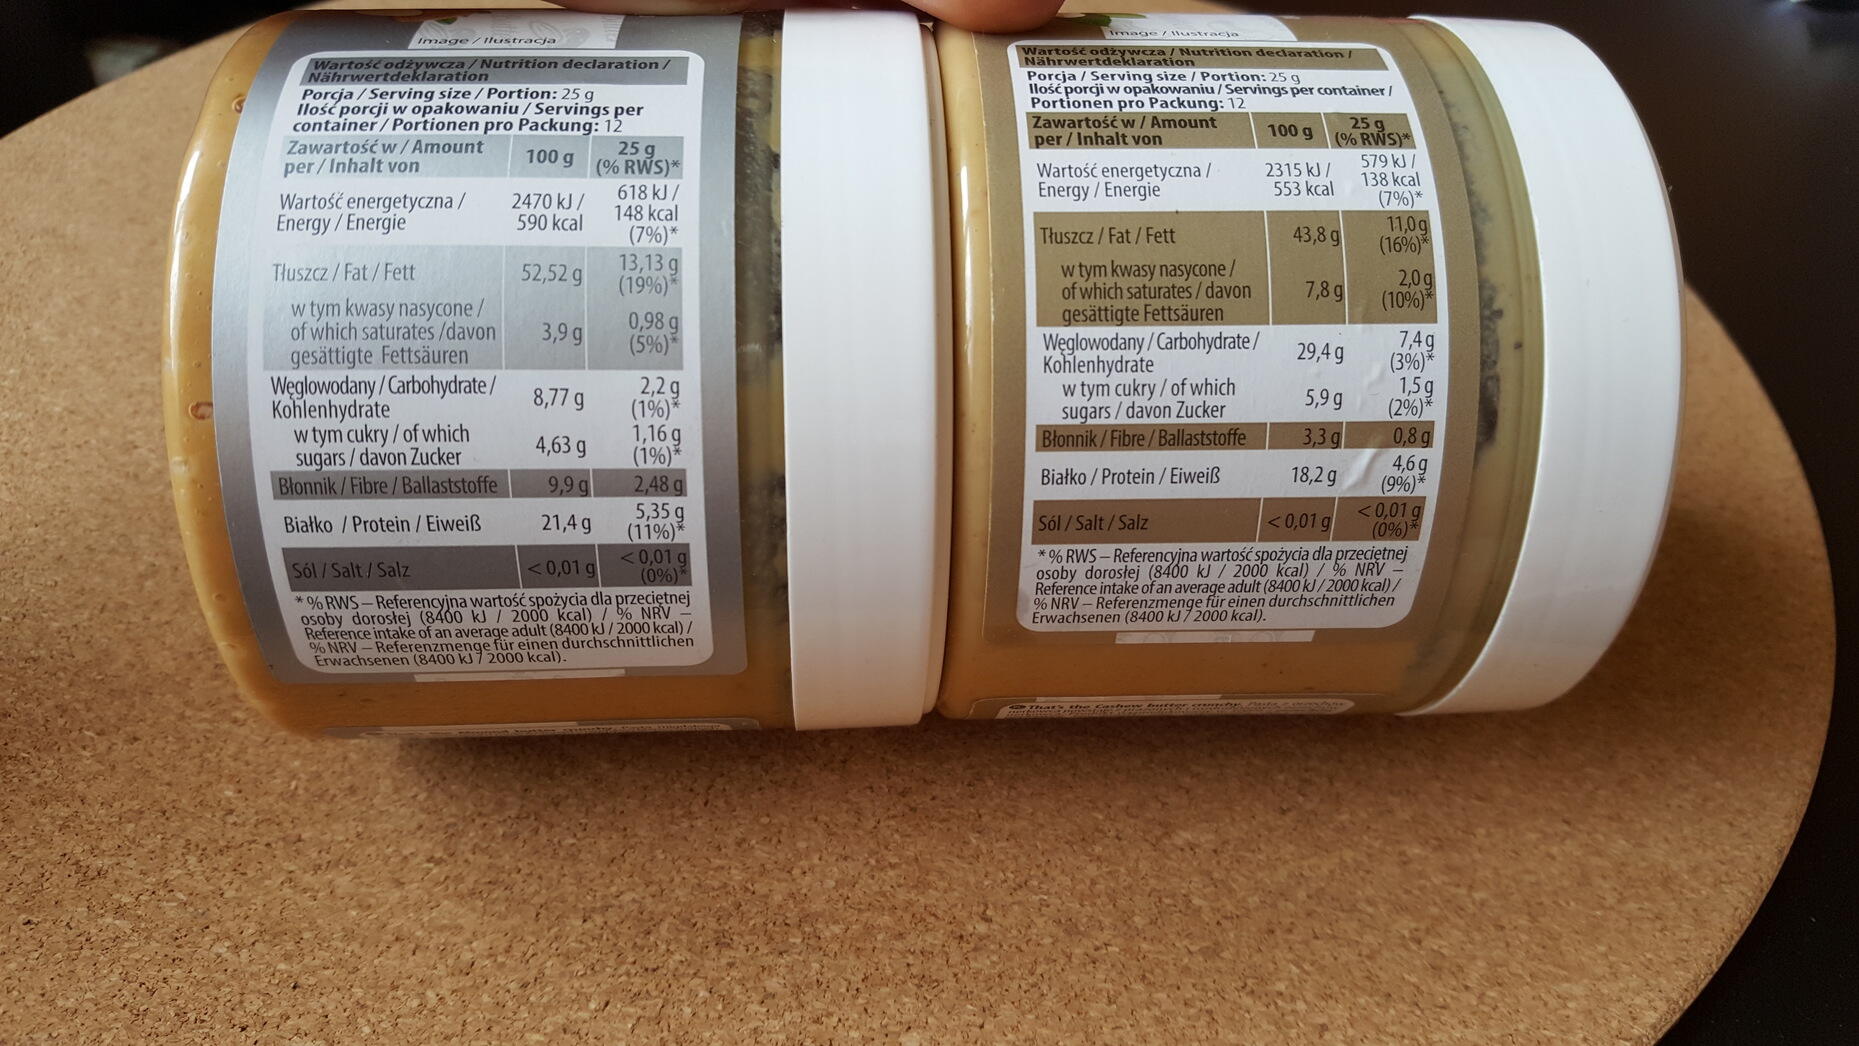 Image / Ilustracja
Wartość odżywcza / Nutrition declaration /
Nährwertdeklaration
Porcja / Serving size / Portion: 25 g
Ilość porcji w opakowaniu / Servings per
container / Portionen pro Packung: 12
Zawartość w / Amount
per / Inhalt von
100 g
25 g
(% RWS)*
Wartość energetyczna /
Energy / Energie
2470 kJ /
590 kcal
618 kJ /
148 kcal
(7%)*
Tłuszcz / Fat / Fett
52,52 g
13,13 g
(19%)*
w tym kwasy nasycone /
of which saturates /davon
gesättigte Fettsäuren
3,9 g
0,98 g
(5%)*
Węglowodany / Carbohydrate /
Kohlenhydrate
8,77 g
2,2 g
(1%)*
w tym cukry / of which
sugars / davon Zucker
4,63 g
1,16 g
(1%)*
Błonnik / Fibre / Ballaststoffe
9,9 g
2,48 g
Białko / Protein / Eiweiß
21,4 g
5,35 g
(11%)*
Sól / Salt / Salz
< 0,01 g
< 0,01 g
(0%)*
* % RWS – Referencyjna wartość spożycia dla przeciętnej
osoby dorosłej (8400 kJ / 2000 kcal) / % NRV –
Reference intake of an average adult (8400 kJ / 2000 kcal) /
% NRV – Referenzmenge für einen durchschnittlichen
Erwachsenen (8400 kJ / 2000 kcal).
Image / Ilustracja
Wartość odżywcza / Nutrition declaration /
Nährwertdeklaration
Porcja / Serving size / Portion: 25 g
Ilość porcji w opakowaniu / Servings per container /
Portionen pro Packung: 12
Zawartość w / Amount
per / Inhalt von
100 g
25 g
(% RWS)*
Wartość energetyczna /
Energy / Energie
2315 kJ /
553 kcal
579 kJ /
138 kcal
(7%)*
Tłuszcz / Fat / Fett
43,8 g
11,0 g
(16%)*
w tym kwasy nasycone /
of which saturates / davon
gesättigte Fettsäuren
7,8 g
2,0 g
(10%)*
Węglowodany / Carbohydrate /
Kohlenhydrate
29,4 g
7,4 g
(3%)*
w tym cukry / of which
sugars / davon Zucker
5,9 g
1,5 g
(2%)*
Błonnik / Fibre / Ballaststoffe
3,3 g
0,8 g
Białko / Protein / Eiweiß
18,2 g
4,6 g
(9%)*
Sól / Salt / Salz
< 0,01 g
< 0,01 g
(0%)*
* % RWS – Referencyjna wartość spożycia dla przeciętnej
osoby dorosłej (8400 kJ / 2000 kcal) / % NRV –
Reference intake of an average adult (8400 kJ / 2000 kcal) /
% NRV – Referenzmenge für einen durchschnittlichen
Erwachsenen (8400 kJ / 2000 kcal).
That's the Cashew butter crunchy.